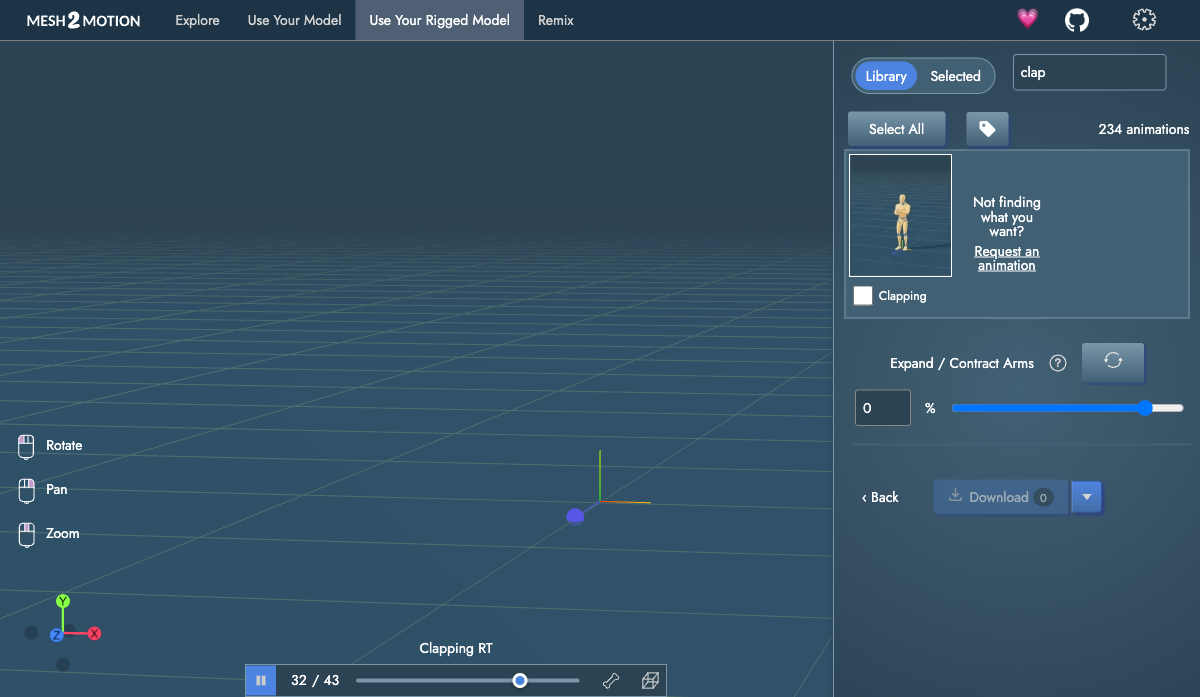 MESH2MOTION Explore Use Your Model Use Your Rigged Model Remix
Library Selected clap
Select All 234 animations
Not finding
what you
want?
Request an
animation
Clapping
Expand / Contract Arms ?
0 %
‹ Back Download 0
Rotate
Pan
Zoom
Y
Z X
Clapping RT
32 / 43